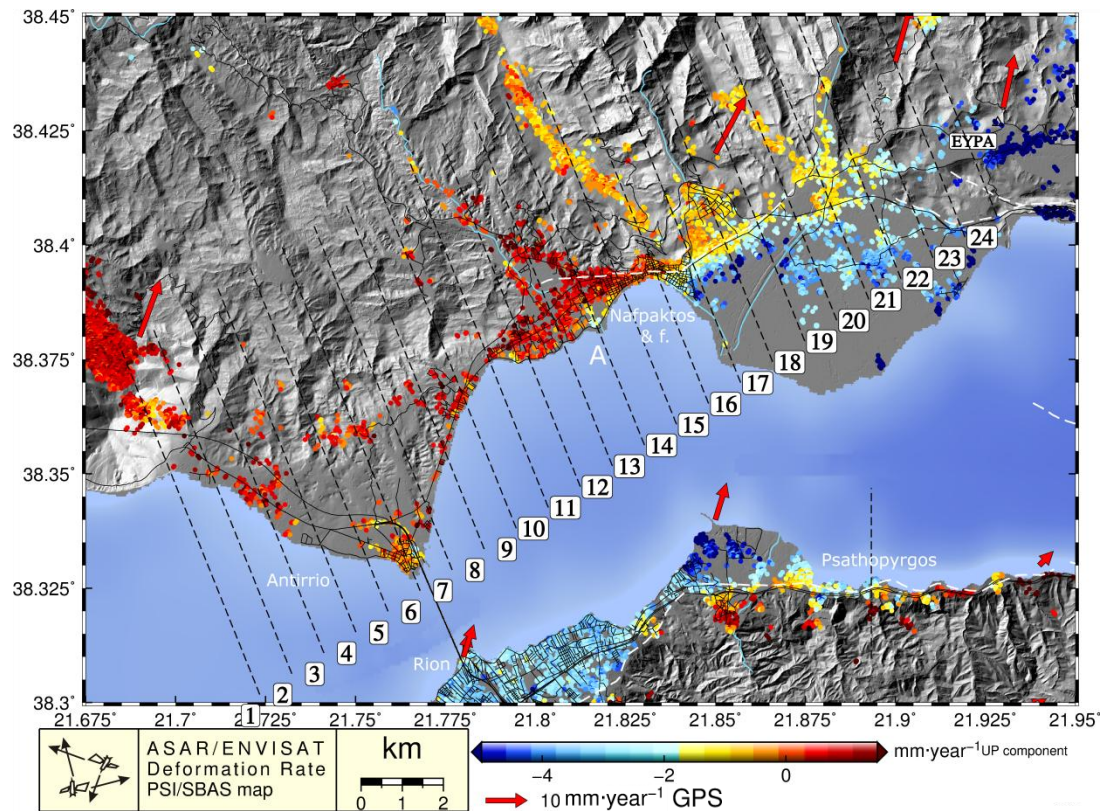 38.45°
38.425°
38.4°
38.375°
38.35°
38.325°
38.3°
EYPA
24
23
22
21
20
19
18
17
16
15
14
13
12
11
10
9
8
7
6
5
4
3
2
1
Nafpaktos
& f.
A
Antirrio
Rion
Psathopyrgos
21.675°
21.7°
21.725°
21.75°
21.775°
21.8°
21.825°
21.85°
21.875°
21.9°
21.925°
21.95°
ASAR/ENVISAT
Deformation Rate
PSI/SBAS map
km
0 1 2
−4 −2 0
mm·year⁻¹ UP component
10 mm·year⁻¹ GPS